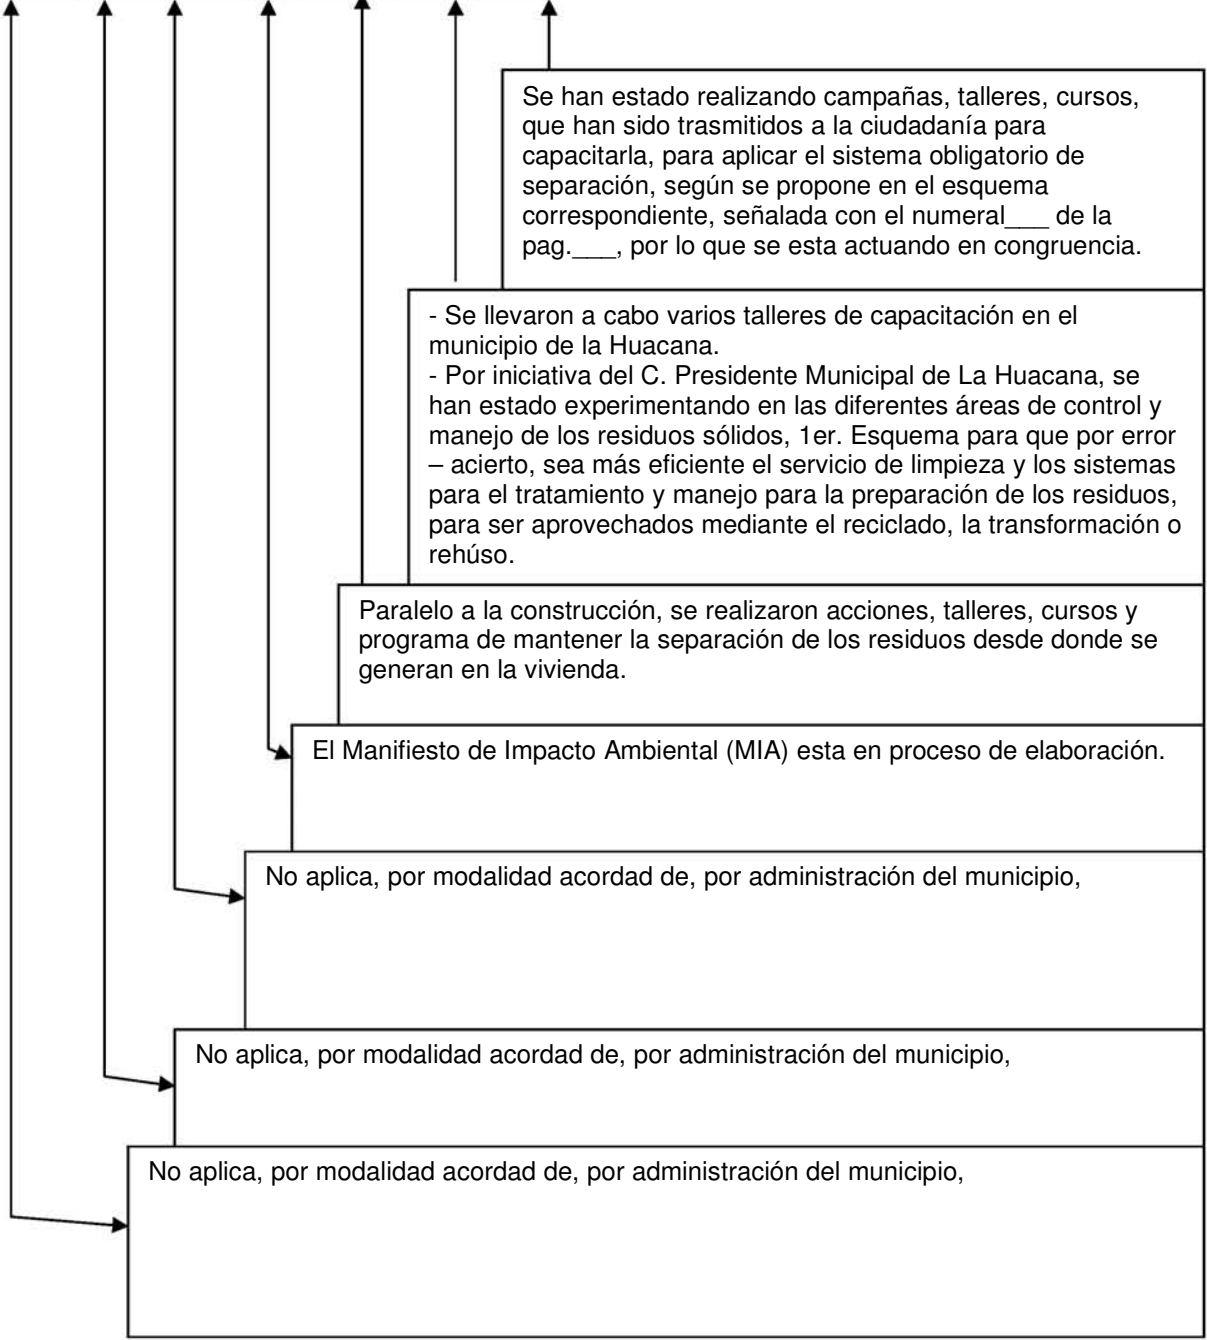 Se han estado realizando campañas, talleres, cursos,
que han sido trasmitidos a la ciudadanía para
capacitarla, para aplicar el sistema obligatorio de
separación, según se propone en el esquema
correspondiente, señalada con el numeral___ de la
pag.___, por lo que se esta actuando en congruencia.
- Se llevaron a cabo varios talleres de capacitación en el
municipio de la Huacana.
- Por iniciativa del C. Presidente Municipal de La Huacana, se
han estado experimentando en las diferentes áreas de control y
manejo de los residuos sólidos, 1er. Esquema para que por error
– acierto, sea más eficiente el servicio de limpieza y los sistemas
para el tratamiento y manejo para la preparación de los residuos,
para ser aprovechados mediante el reciclado, la transformación o
rehúso.
Paralelo a la construcción, se realizaron acciones, talleres, cursos y
programa de mantener la separación de los residuos desde donde se
generan en la vivienda.
El Manifiesto de Impacto Ambiental (MIA) esta en proceso de elaboración.
No aplica, por modalidad acordad de, por administración del municipio,
No aplica, por modalidad acordad de, por administración del municipio,
No aplica, por modalidad acordad de, por administración del municipio,